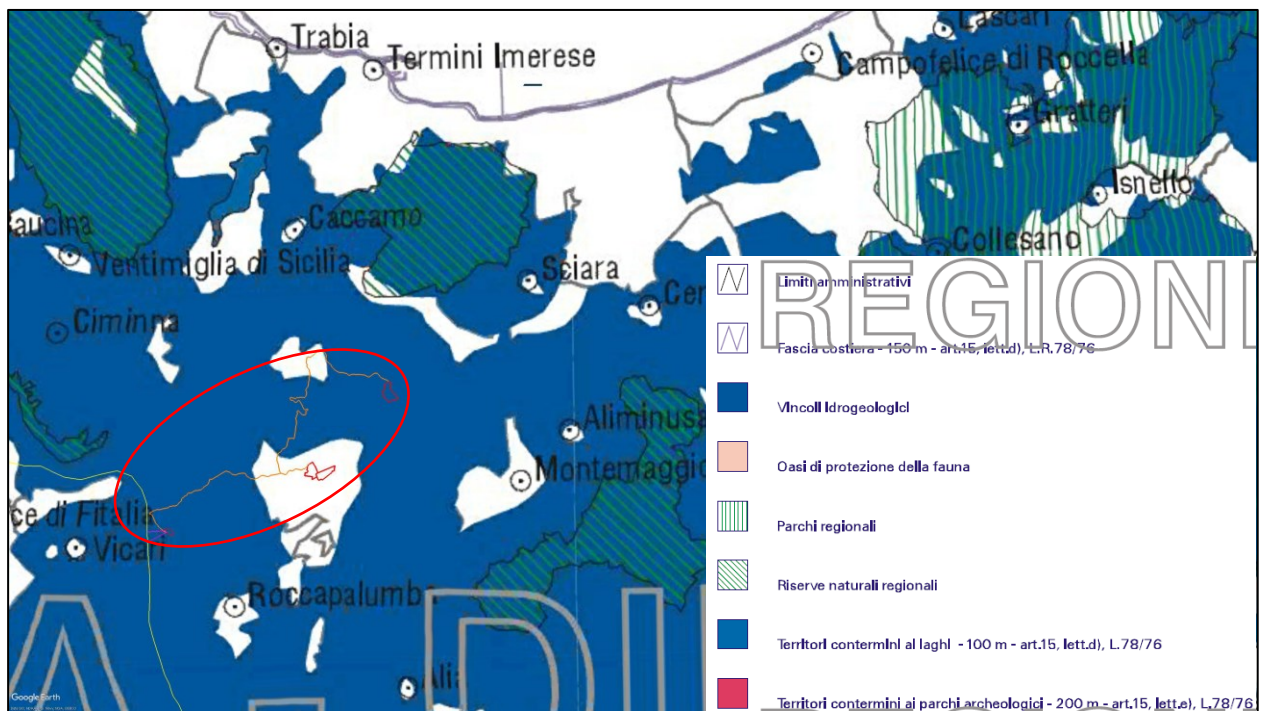 Lascari
Trabia
Termini Imerese
Campofelice di Roccella
Gratteri
Isnello
Caccamo
Collesano
Ventimiglia di Sicilia
Sciara
Cer
Ciminna
Aliminusa
Montemaggio
ce di Fitalia
Vicari
Roccapalumba
Alia
A - DI
REGIONE
Limiti amministrativi
Fascia costiera - 150 m - art.15, lett.d), L.R.78/76
Vincoli idrogeologici
Oasi di protezione della fauna
Parchi regionali
Riserve naturali regionali
Territori contermini ai laghi - 100 m - art.15, lett.d), L.78/76
Territori contermini ai parchi archeologici - 200 m - art.15, lett.e), L.78/76
Google Earth